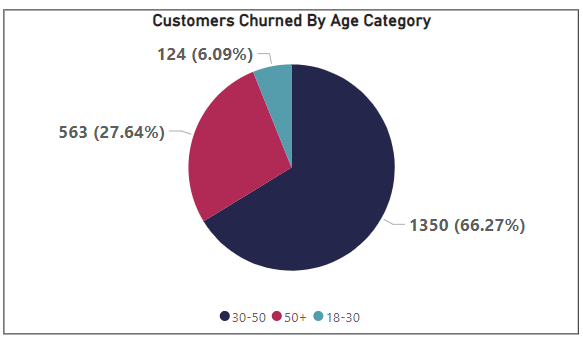 Customers Churned By Age Category
124 (6.09%)
563 (27.64%)
1350 (66.27%)
30-50 50+ 18-30